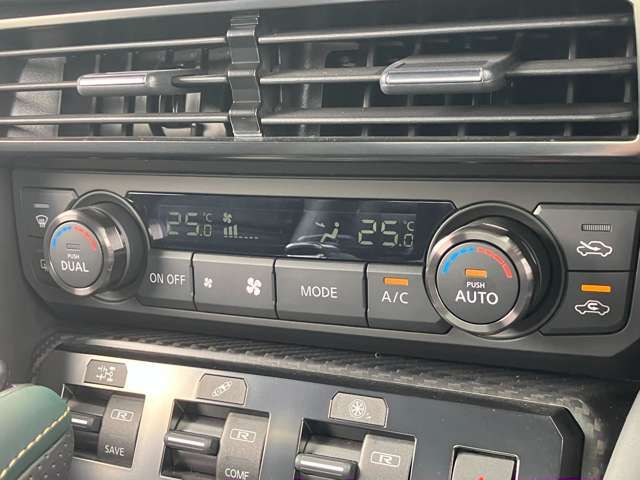 25.0°C 25.0°C
PUSH DUAL
ON OFF
MODE
A/C
PUSH AUTO
R R R
SAVE COMF